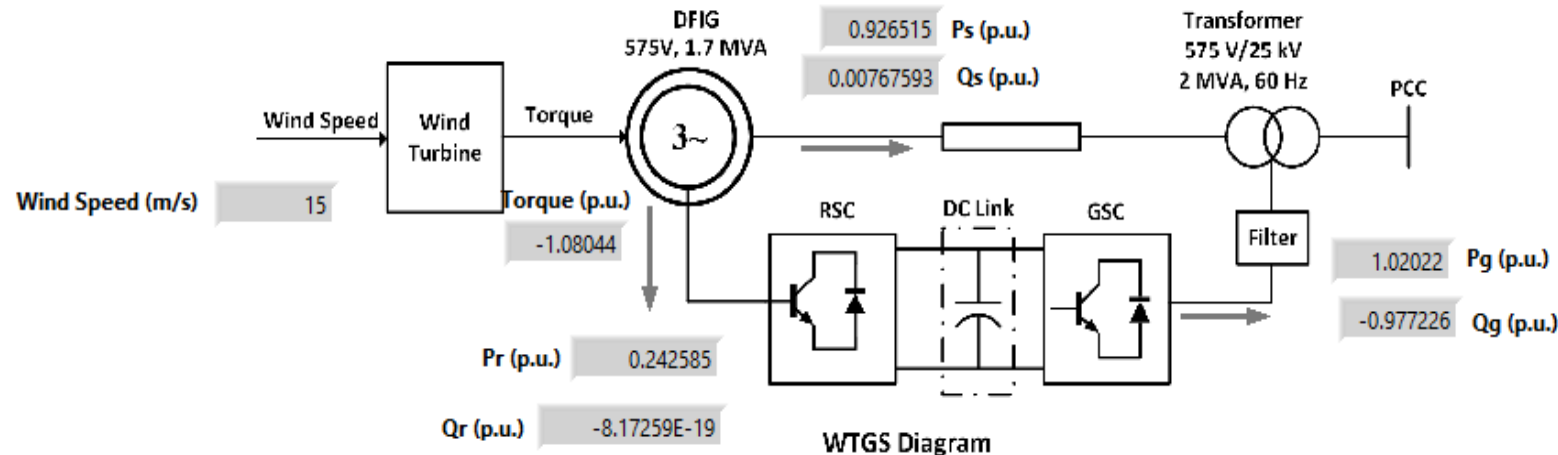 DFIG
575V, 1.7 MVA
0.926515 Ps (p.u.)
0.00767593 Qs (p.u.)
Transformer
575 V/25 kV
2 MVA, 60 Hz
PCC
Wind Speed
Wind
Turbine
Torque
3~
Wind Speed (m/s) 15
Torque (p.u.)
-1.08044
RSC
DC Link
GSC
Filter
1.02022 Pg (p.u.)
-0.977226 Qg (p.u.)
Pr (p.u.) 0.242585
Qr (p.u.) -8.17259E-19
WTGS Diagram